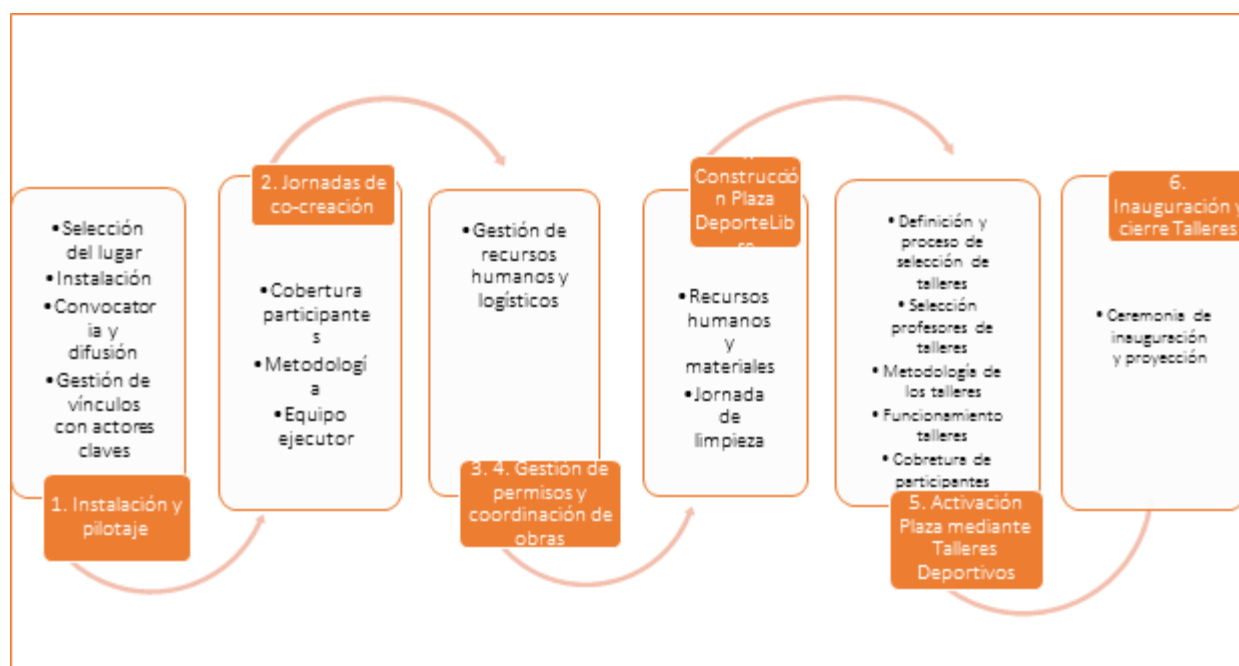 • Selección
del lugar
• Instalación
• Convocator
ia y
difusión
• Gestión de
vínculos
con actores
claves
1. Instalación y
pilotaje
2. Jornadas de
co-creación
• Cobertura
participante
s
• Metodologí
a
• Equipo
ejecutor
• Gestión de
recursos
humanos y
logísticos
3. 4. Gestión de
permisos y
coordinación de
obras
Construcció
n Plaza
DeporteLib
re
• Recursos
humanos
y
materiales
• Jornada
de
limpieza
• Definición y
proceso de
selección de
talleres
• Selección
profesores de
talleres
• Metodología de
los talleres
• Funcionamiento
talleres
• Cobretura de
participantes
5. Activación
Plaza mediante
Talleres
Deportivos
6.
Inauguración y
cierre Talleres
• Ceremonia de
inauguración
y proyección